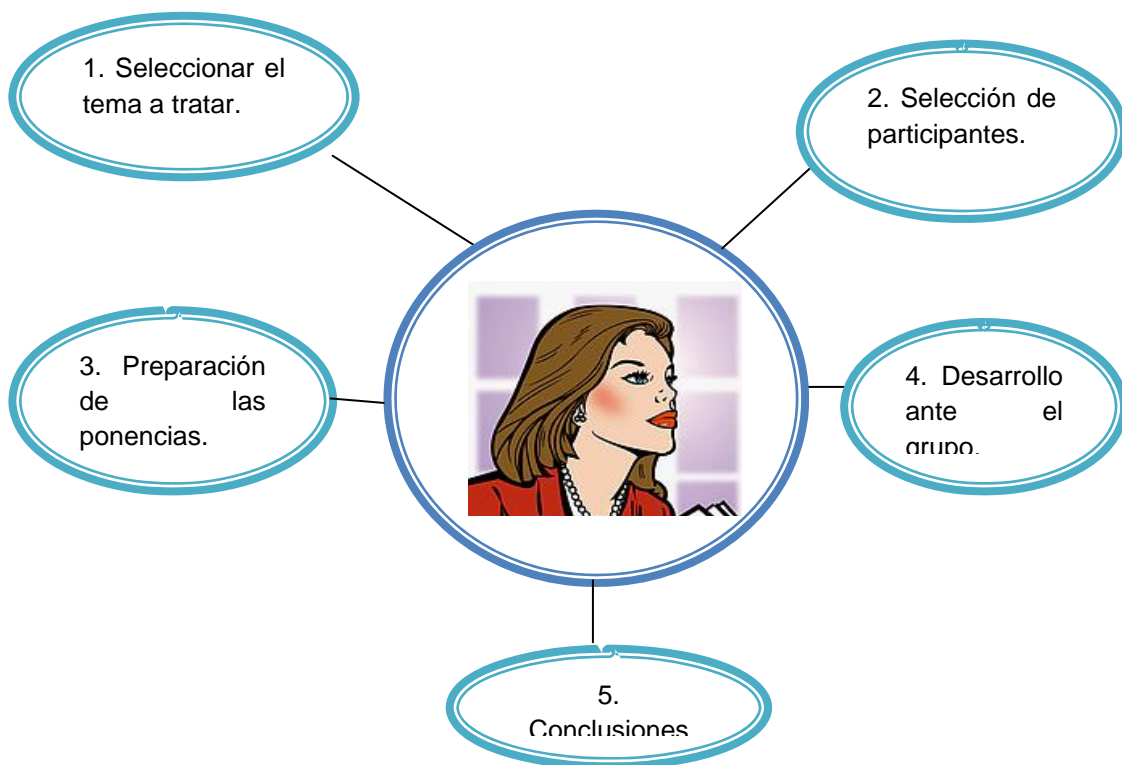 1. Seleccionar el
tema a tratar.
2. Selección de
participantes.
3. Preparación
de las
ponencias.
4. Desarrollo
ante el
grupo.
5.
Conclusiones